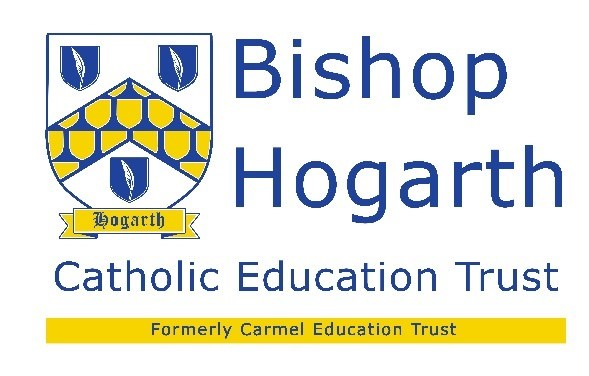 Bishop
Hogarth
Hogarth
Catholic Education Trust
Formerly Carmel Education Trust